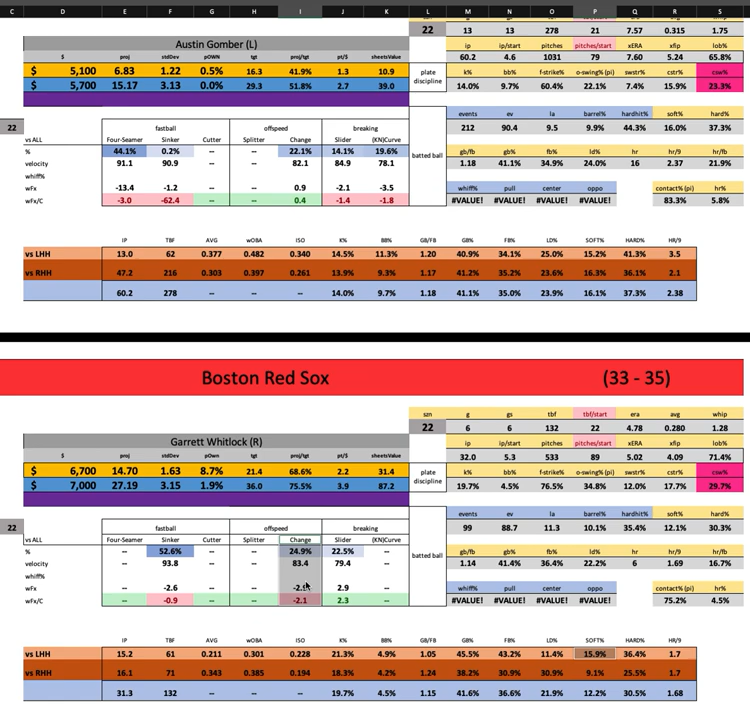 C D E F G H I J K L M N O P Q R S
22 13 13 278 21 7.57 0.315 1.75
Austin Gomber (L) ip ip/start pitches pitches/start xERA xfip lob%
$ proj stdDev pOWN tgt proj/tgt pt/$ sheetsValue 60.2 4.6 1031 79 7.60 5.24 65.8%
$ 5,100 6.83 1.22 0.5% 16.3 41.9% 1.3 10.9 plate discipline k% bb% f-strike% o-swing% (pi) swstr% cstr% csw%
$ 5,700 15.17 3.13 0.0% 29.3 51.8% 2.7 39.0 14.0% 9.7% 60.4% 22.1% 7.4% 15.9% 23.3%
events ev la barrel% hardhit% soft% hard%
22 fastball offspeed breaking 212 90.4 9.5 9.9% 44.3% 16.0% 37.3%
vs ALL Four-Seamer Sinker Cutter Splitter Change Slider (KN)Curve
% 44.1% 0.2% -- -- 22.1% 14.1% 19.6% batted ball gb/fb gb% fb% ld% hr hr/9 hr/fb
velocity 91.1 90.9 -- -- 82.1 84.9 78.1 1.18 41.1% 34.9% 24.0% 16 2.37 21.9%
whiff%
wFx -13.4 -1.2 0.9 -2.1 -3.5 whiff% pull center oppo contact% (pi) hr%
wFx/C -3.0 -62.4 -- -- 0.4 -1.4 -1.8 #VALUE! #VALUE! #VALUE! #VALUE! 83.3% 5.8%
IP TBF AVG wOBA ISO K% BB% GB/FB GB% FB% LD% SOFT% HARD% HR/9
vs LHH 13.0 62 0.377 0.482 0.340 14.5% 11.3% 1.20 40.9% 34.1% 25.0% 15.2% 41.3% 3.5
vs RHH 47.2 216 0.303 0.397 0.261 13.9% 9.3% 1.17 41.2% 35.2% 23.6% 16.3% 36.1% 2.1
60.2 278 -- -- -- 14.0% 9.7% 1.18 41.1% 35.0% 23.9% 16.1% 37.3% 2.38
Boston Red Sox (33 - 35)
szn g gs tbf tbf/start era avg whip
22 6 6 132 22 4.78 0.280 1.28
Garrett Whitlock (R) ip ip/start pitches pitches/start xERA xfip lob%
$ proj stdDev pOwn tgt proj/tgt pt/$ sheetsValue 32.0 5.3 533 89 5.02 4.09 71.4%
$ 6,700 14.70 1.63 8.7% 21.4 68.6% 2.2 31.4 plate discipline k% bb% f-strike% o-swing% (pi) swstr% cstr% csw%
$ 7,000 27.19 3.15 1.9% 36.0 75.5% 3.9 87.2 19.7% 4.5% 76.5% 34.8% 12.0% 17.7% 29.7%
events ev la barrel% hardhit% soft% hard%
22 fastball offspeed breaking 99 88.7 11.3 10.1% 35.4% 12.1% 30.3%
vs ALL Four-Seamer Sinker Cutter Splitter Change Slider (KN)Curve
% -- 52.6% -- -- 24.9% 22.5% -- batted ball gb/fb gb% fb% ld% hr hr/9 hr/fb
velocity -- 93.8 -- -- 83.4 79.4 -- 1.14 41.4% 36.4% 22.2% 6 1.69 16.7%
whiff%
wFx -- -2.6 -- -- 2.9 -- whiff% pull center oppo contact% (pi) hr%
wFx/C -- -0.9 -- -- -2.1 2.3 -- #VALUE! #VALUE! #VALUE! #VALUE! 75.2% 4.5%
IP TBF AVG wOBA ISO K% BB% GB/FB GB% FB% LD% SOFT% HARD% HR/9
vs LHH 15.2 61 0.211 0.301 0.228 21.3% 4.9% 1.05 45.5% 43.2% 11.4% 15.9% 36.4% 1.7
vs RHH 16.1 71 0.343 0.385 0.194 18.3% 4.2% 1.24 38.2% 30.9% 30.9% 9.1% 25.5% 1.7
31.3 132 -- -- -- 19.7% 4.5% 1.15 41.6% 36.6% 21.9% 12.2% 30.5% 1.68